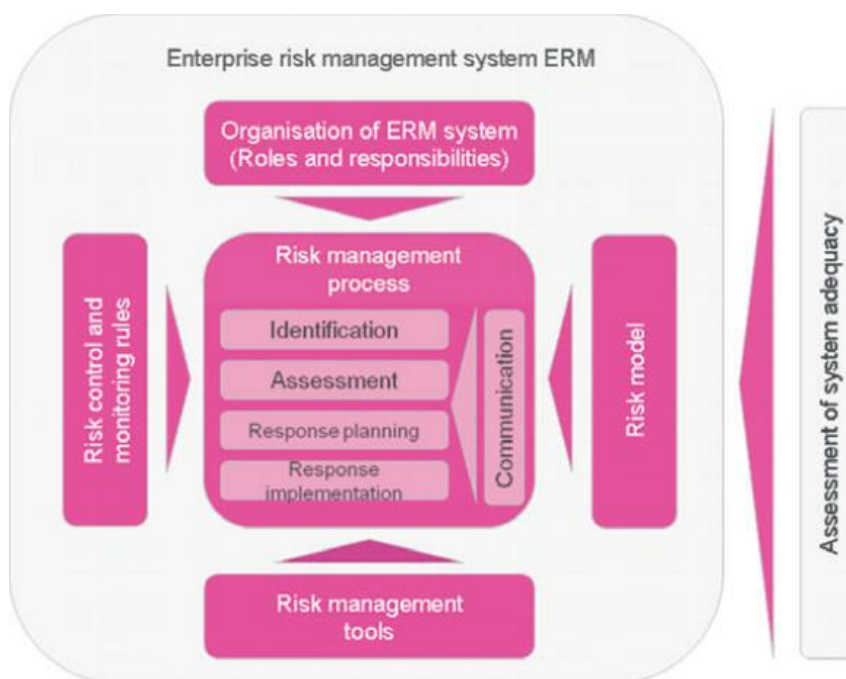 Enterprise risk management system ERM
Organisation of ERM system
(Roles and responsibilities)
Risk control and
monitoring rules
Risk management
process
Identification
Assessment
Response planning
Response
implementation
Communication
Risk model
Risk management
tools
Assessment of system adequacy